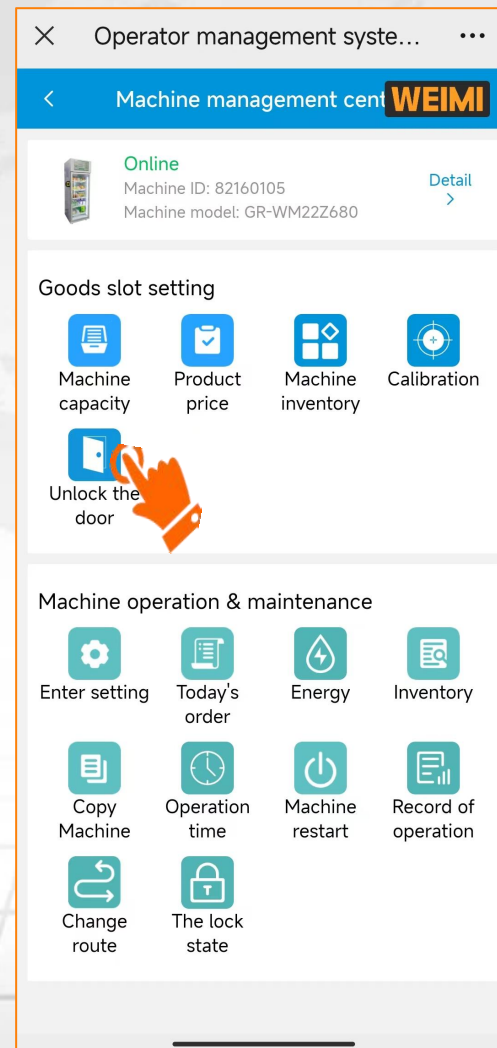 Operator management syste...
Machine management cent
WEIMI
Online
Machine ID: 82160105
Machine model: GR-WM22Z680
Detail
Goods slot setting
Machine capacity
Product price
Machine inventory
Calibration
Unlock the door
Machine operation & maintenance
Enter setting
Today's order
Energy
Inventory
Copy Machine
Operation time
Machine restart
Record of operation
Change route
The lock state